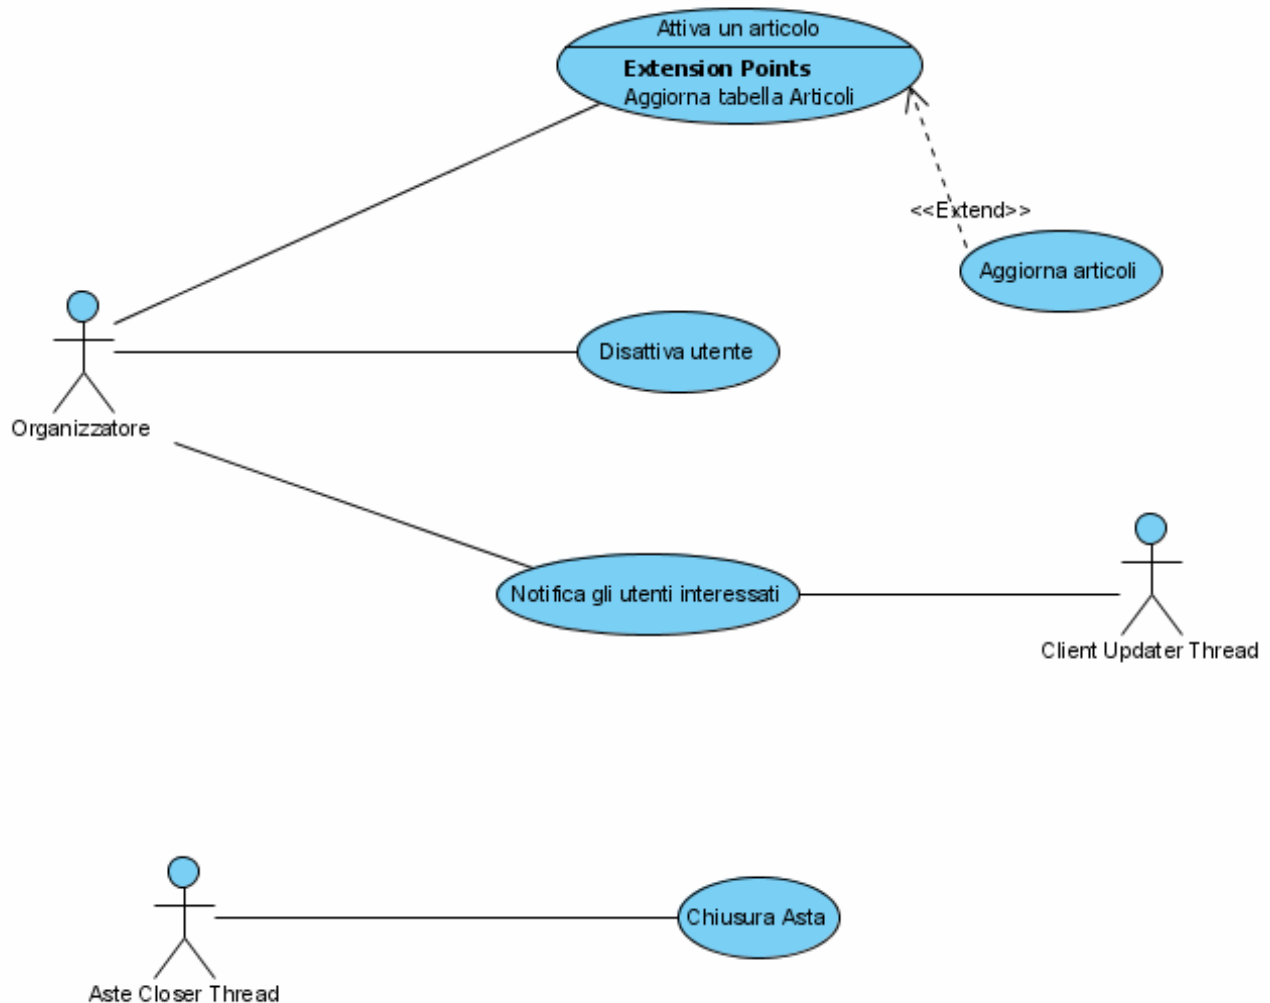 Attiva un articolo
Extension Points
Aggiorna tabella Articoli
<<Extend>>
Aggiorna articoli
Disattiva utente
Organizzatore
Notifica gli utenti interessati
Client Updater Thread
Chiusura Asta
Aste Closer Thread